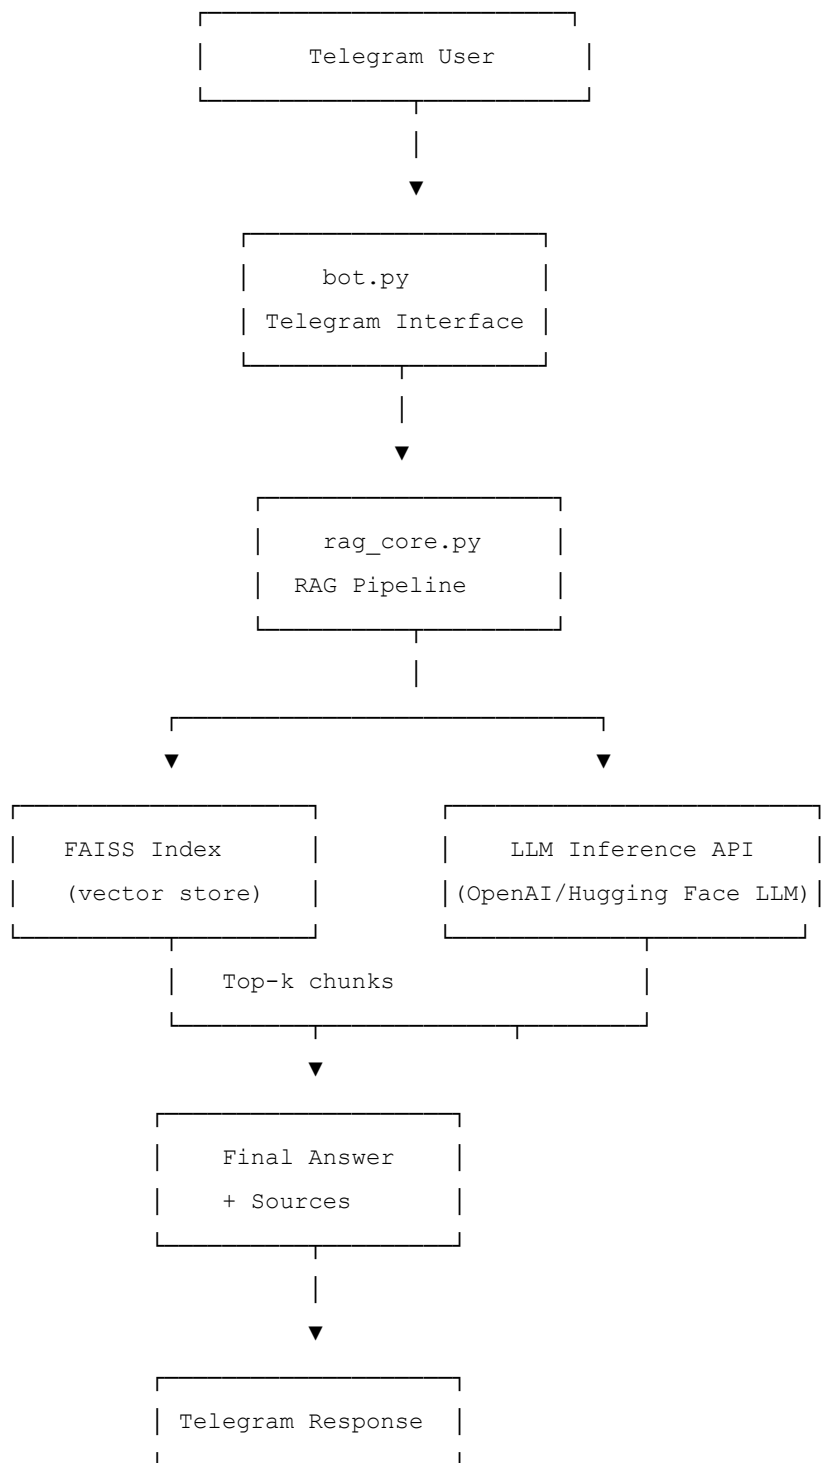 Telegram User
bot.py
Telegram Interface
rag_core.py
RAG Pipeline
FAISS Index
(vector store)
LLM Inference API
(OpenAI/Hugging Face LLM)
Top-k chunks
Final Answer
+ Sources
Telegram Response